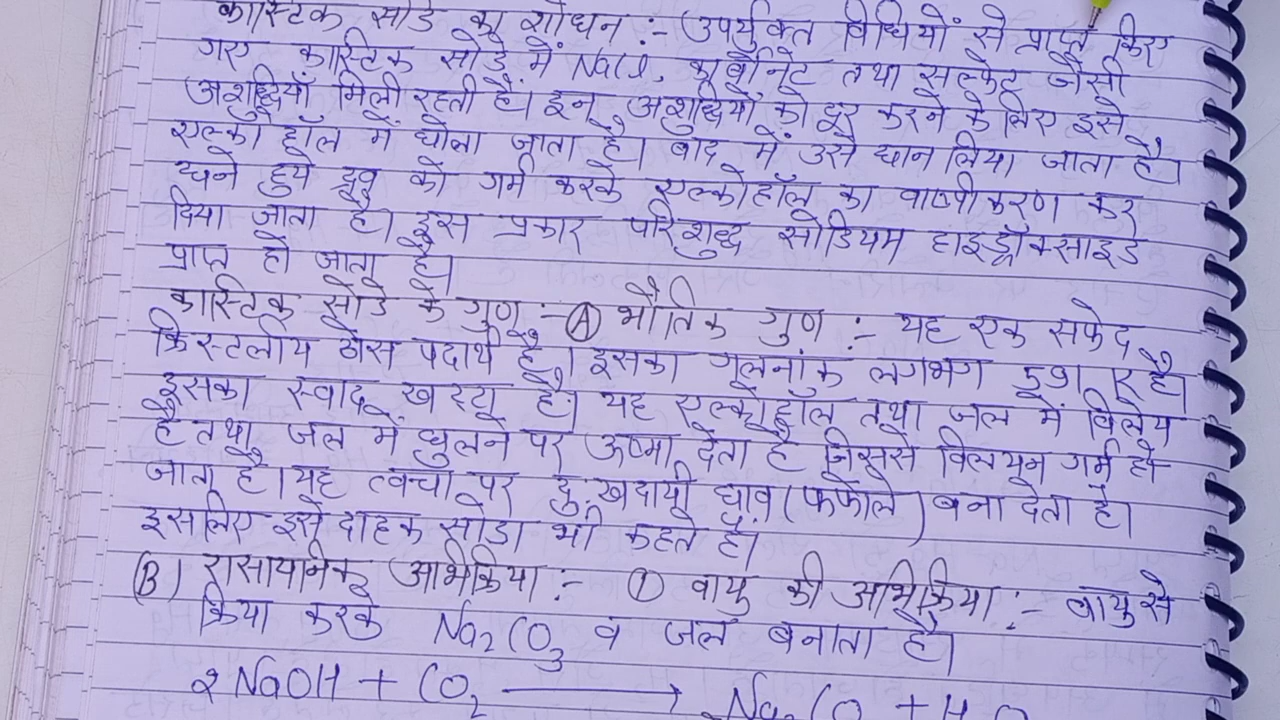 कास्टिक सोडे का शोधन :- उपर्युक्त विधियों से प्राप्त किए
गए कास्टिक सोडे में NaCl, कार्बोनेट तथा सल्फेट जैसी
अशुद्धियाँ मिली रहती हैं। इन अशुद्धियों को दूर करने के लिए इसे
एल्कोहॉल में घोला जाता है। बाद में उसे छान लिया जाता है।
छने हुये द्रव को गर्म करके एल्कोहॉल का वाष्पीकरण कर
दिया जाता है। इस प्रकार परिशुद्ध सोडियम हाइड्रॉक्साइड
प्राप्त हो जाता है।
कास्टिक सोडे के गुण :- (A) भौतिक गुण :- यह एक सफेद
क्रिस्टलीय ठोस पदार्थ है। इसका गलनांक लगभग 591 K है।
इसका स्वाद है। यह एल्कोहॉल तथा जल में विलेय
है तथा जल में घुलने पर ऊष्मा देता है जिससे विलयन गर्म हो
जाता है। यह त्वचा पर दु:खदायी घाव (फफोले) बना देता है।
इसलिए इसे दाहक सोडा भी कहते हैं।
(B) रासायनिक अभिक्रिया :- (1) वायु की अभिक्रिया :- वायु से
क्रिया करके Na₂CO₃ व जल बनाता है।
2NaOH + CO₂ ⟶ Na₂CO + H O